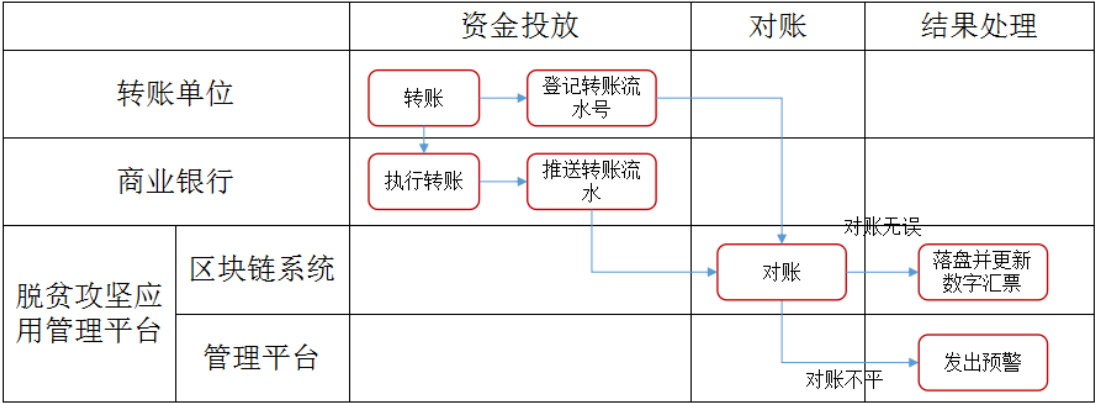 资金投放
对账
结果处理
转账单位
转账
登记转账流
水号
商业银行
执行转账
推送转账流
水
对账无误
脱贫攻坚应
用管理平台
区块链系统
对账
落盘并更新
数字汇票
管理平台
对账不平
发出预警